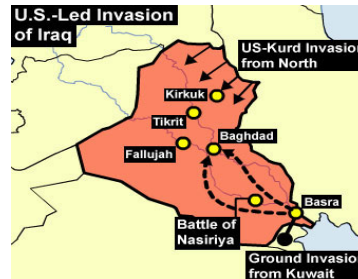 U.S.-Led Invasion
of Iraq
US-Kurd Invasion
from North
Kirkuk
Tikrit
Baghdad
Fallujah
Basra
Battle of
Nasiriya
Ground Invasion
from Kuwait